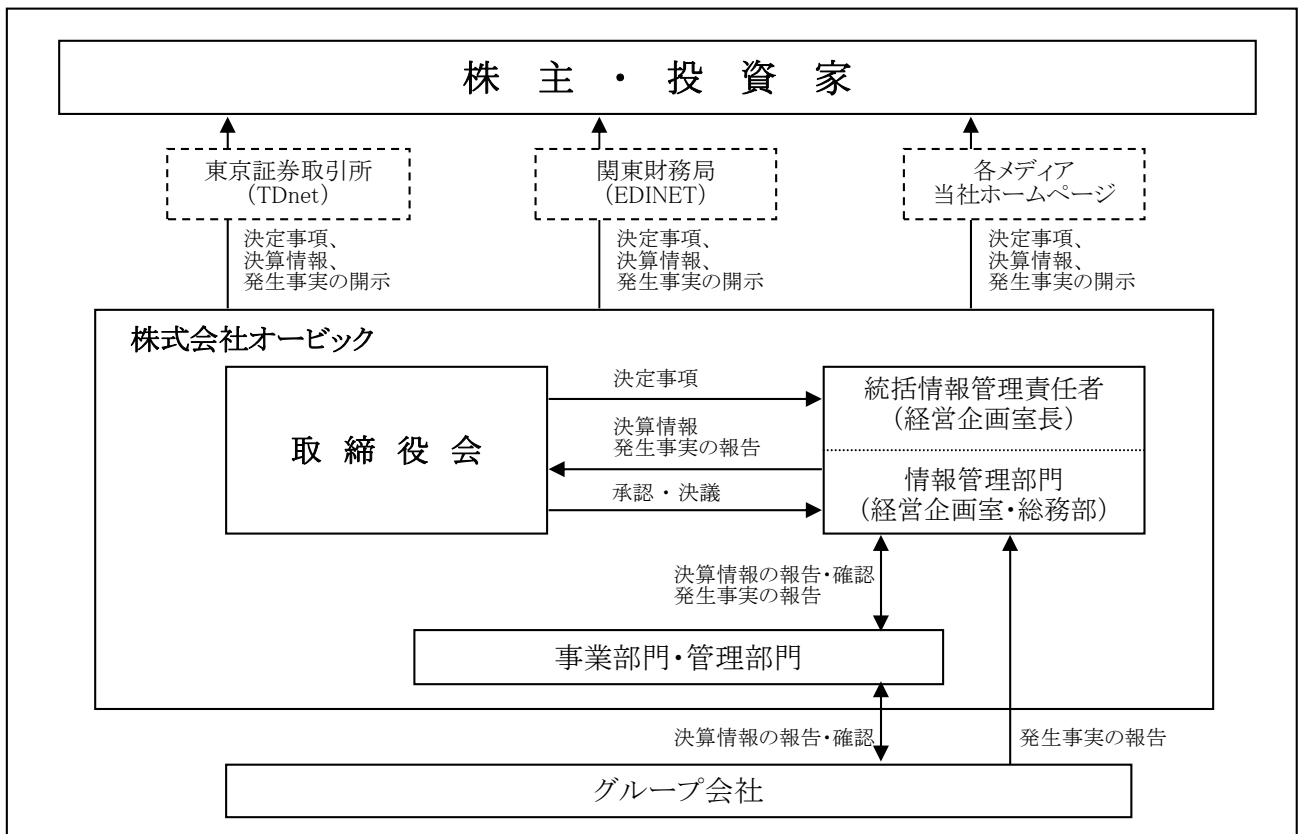 株 主 ・ 投 資 家
東京証券取引所
(TDnet)
関東財務局
(EDINET)
各メディア
当社ホームページ
決定事項、
決算情報、
発生事実の開示
決定事項、
決算情報、
発生事実の開示
決定事項、
決算情報、
発生事実の開示
株式会社オービック
取 締 役 会
決定事項
決算情報
発生事実の報告
承認・決議
統括情報管理責任者
(経営企画室長)
情報管理部門
(経営企画室・総務部)
決算情報の報告・確認
発生事実の報告
事業部門・管理部門
決算情報の報告・確認
発生事実の報告
グループ会社